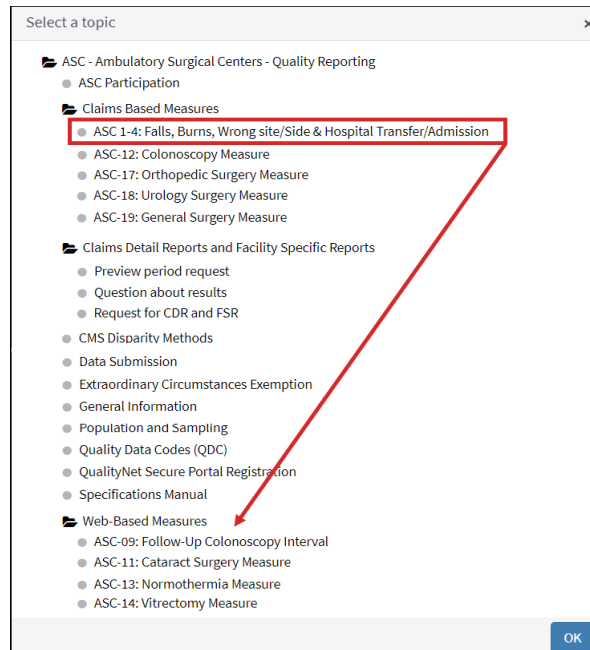 Select a topic
×
ASC - Ambulatory Surgical Centers - Quality Reporting
ASC Participation
Claims Based Measures
ASC 1-4: Falls, Burns, Wrong site/Side & Hospital Transfer/Admission
ASC-12: Colonoscopy Measure
ASC-17: Orthopedic Surgery Measure
ASC-18: Urology Surgery Measure
ASC-19: General Surgery Measure
Claims Detail Reports and Facility Specific Reports
Preview period request
Question about results
Request for CDR and FSR
CMS Disparity Methods
Data Submission
Extraordinary Circumstances Exemption
General Information
Population and Sampling
Quality Data Codes (QDC)
QualityNet Secure Portal Registration
Specifications Manual
Web-Based Measures
ASC-09: Follow-Up Colonoscopy Interval
ASC-11: Cataract Surgery Measure
ASC-13: Normothermia Measure
ASC-14: Vitrectomy Measure
OK